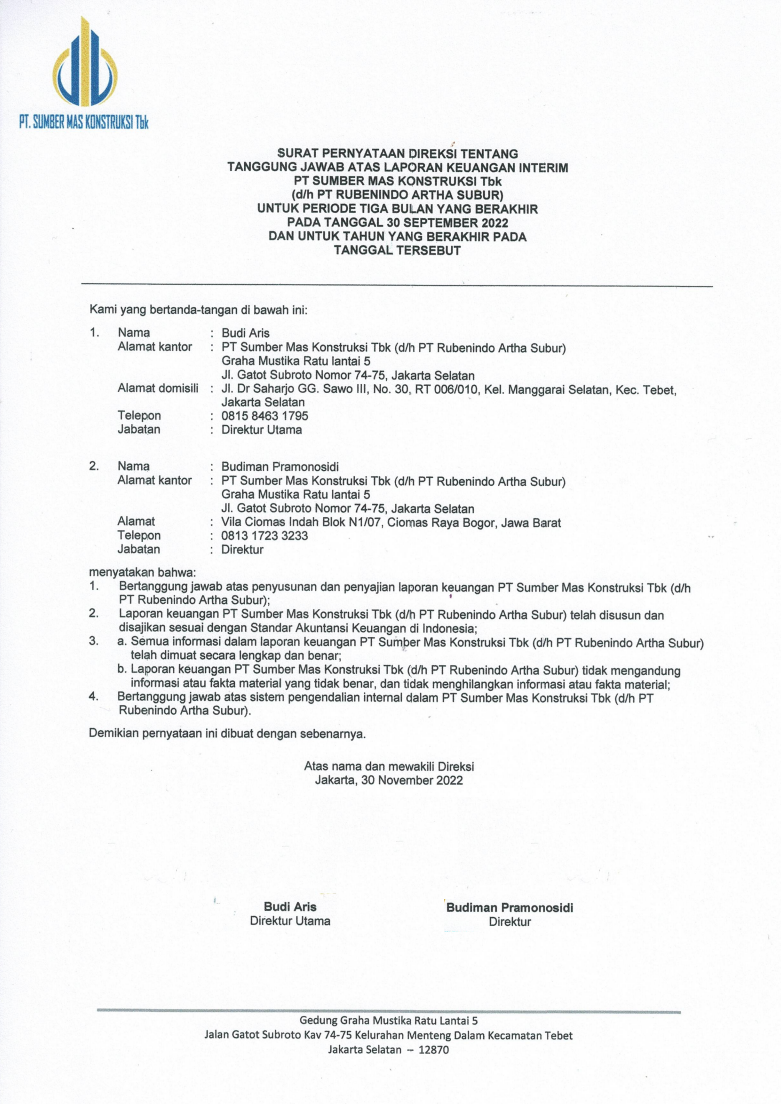 PT. SUMBER MAS KONSTRUKSI Tbk
SURAT PERNYATAAN DIREKSI TENTANG
TANGGUNG JAWAB ATAS LAPORAN KEUANGAN INTERIM
PT SUMBER MAS KONSTRUKSI Tbk
(d/h PT RUBENINDO ARTHA SUBUR)
UNTUK PERIODE TIGA BULAN YANG BERAKHIR
PADA TANGGAL 30 SEPTEMBER 2022
DAN UNTUK TAHUN YANG BERAKHIR PADA
TANGGAL TERSEBUT
Kami yang bertanda-tangan di bawah ini:
1. Nama : Budi Aris
Alamat kantor : PT Sumber Mas Konstruksi Tbk (d/h PT Rubenindo Artha Subur)
Graha Mustika Ratu lantai 5
Jl. Gatot Subroto Nomor 74-75, Jakarta Selatan
Alamat domisili : Jl. Dr Saharjo GG. Sawo III, No. 30, RT 006/010, Kel. Manggarai Selatan, Kec. Tebet,
Jakarta Selatan
Telepon : 0815 8463 1795
Jabatan : Direktur Utama
2. Nama : Budiman Pramonosidi
Alamat kantor : PT Sumber Mas Konstruksi Tbk (d/h PT Rubenindo Artha Subur)
Graha Mustika Ratu lantai 5
Jl. Gatot Subroto Nomor 74-75, Jakarta Selatan
Alamat : Vila Ciomas Indah Blok N1/07, Ciomas Raya Bogor, Jawa Barat
Telepon : 0813 1723 3233
Jabatan : Direktur
menyatakan bahwa:
1. Bertanggung jawab atas penyusunan dan penyajian laporan keuangan PT Sumber Mas Konstruksi Tbk (d/h
PT Rubenindo Artha Subur);
2. Laporan keuangan PT Sumber Mas Konstruksi Tbk (d/h PT Rubenindo Artha Subur) telah disusun dan
disajikan sesuai dengan Standar Akuntansi Keuangan di Indonesia;
3. a. Semua informasi dalam laporan keuangan PT Sumber Mas Konstruksi Tbk (d/h PT Rubenindo Artha Subur)
telah dimuat secara lengkap dan benar;
b. Laporan keuangan PT Sumber Mas Konstruksi Tbk (d/h PT Rubenindo Artha Subur) tidak mengandung
informasi atau fakta material yang tidak benar, dan tidak menghilangkan informasi atau fakta material;
4. Bertanggung jawab atas sistem pengendalian internal dalam PT Sumber Mas Konstruksi Tbk (d/h PT
Rubenindo Artha Subur).
Demikian pernyataan ini dibuat dengan sebenarnya.
Atas nama dan mewakili Direksi
Jakarta, 30 November 2022
Budi Aris Budiman Pramonosidi
Direktur Utama Direktur
Gedung Graha Mustika Ratu Lantai 5
Jalan Gatot Subroto Kav 74-75 Kelurahan Menteng Dalam Kecamatan Tebet
Jakarta Selatan – 12870